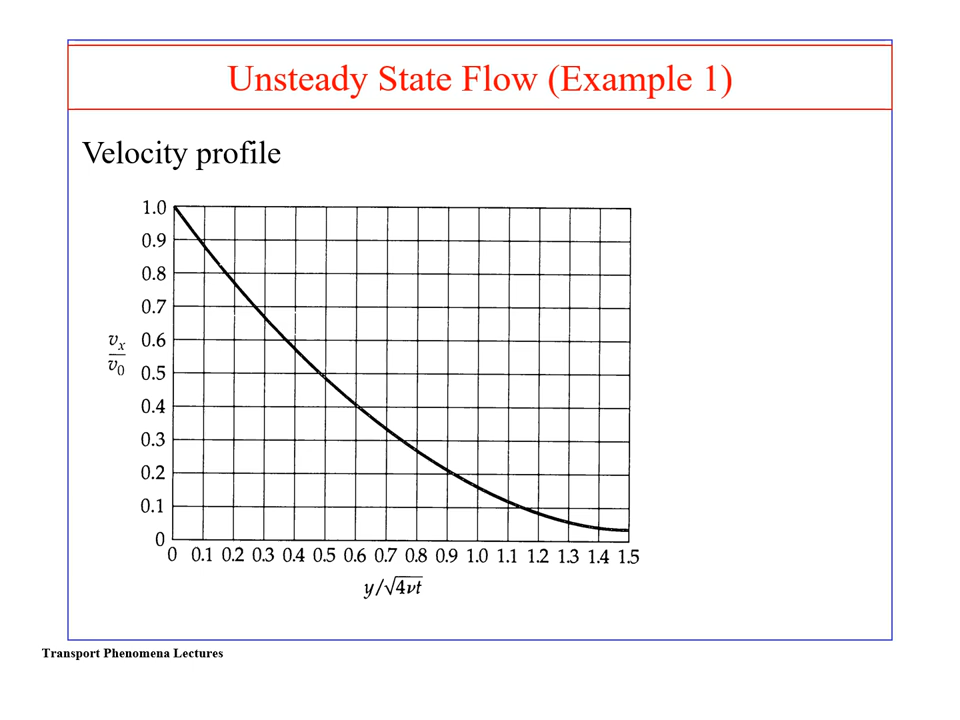 Unsteady State Flow (Example 1)
Velocity profile
1.0
0.9
0.8
0.7
0.6
0.5
0.4
0.3
0.2
0.1
0
vₓ/v₀
0 0.1 0.2 0.3 0.4 0.5 0.6 0.7 0.8 0.9 1.0 1.1 1.2 1.3 1.4 1.5
y/√4νt
Transport Phenomena Lectures